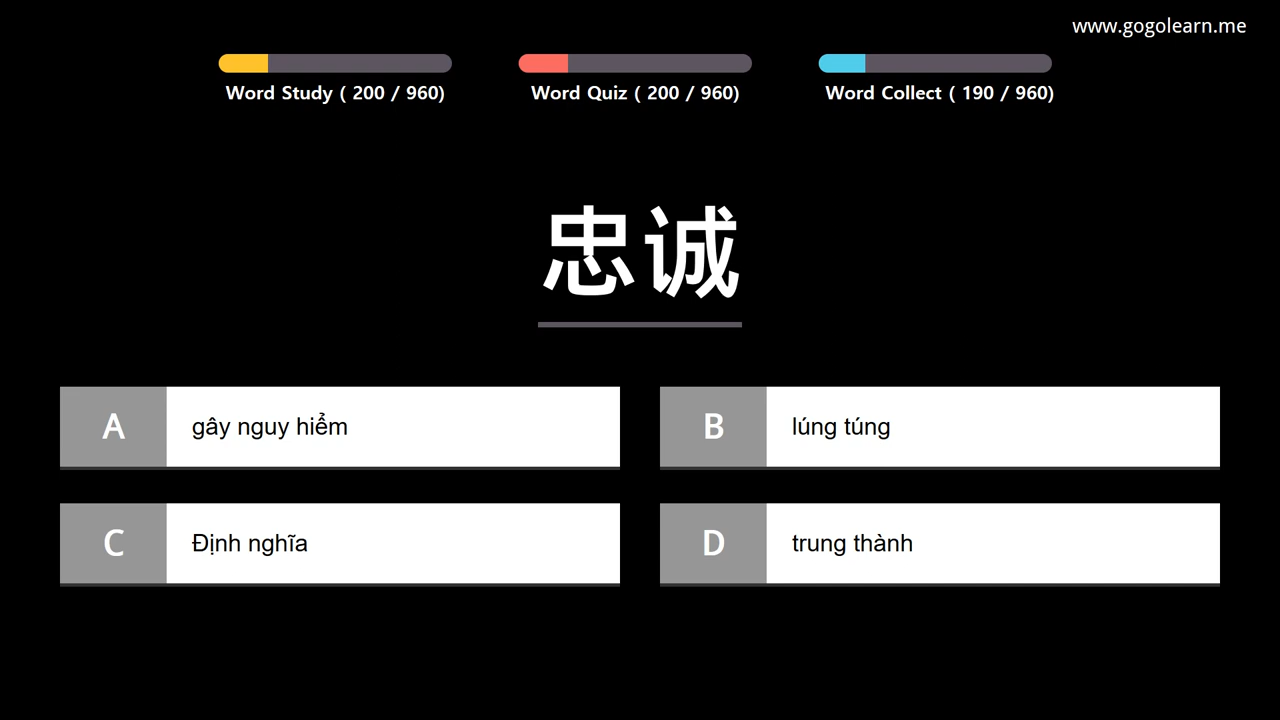 www.gogolearn.me
Word Study ( 200 / 960)
Word Quiz ( 200 / 960)
Word Collect ( 190 / 960)
忠诚
A gây nguy hiểm
B lúng túng
C Định nghĩa
D trung thành